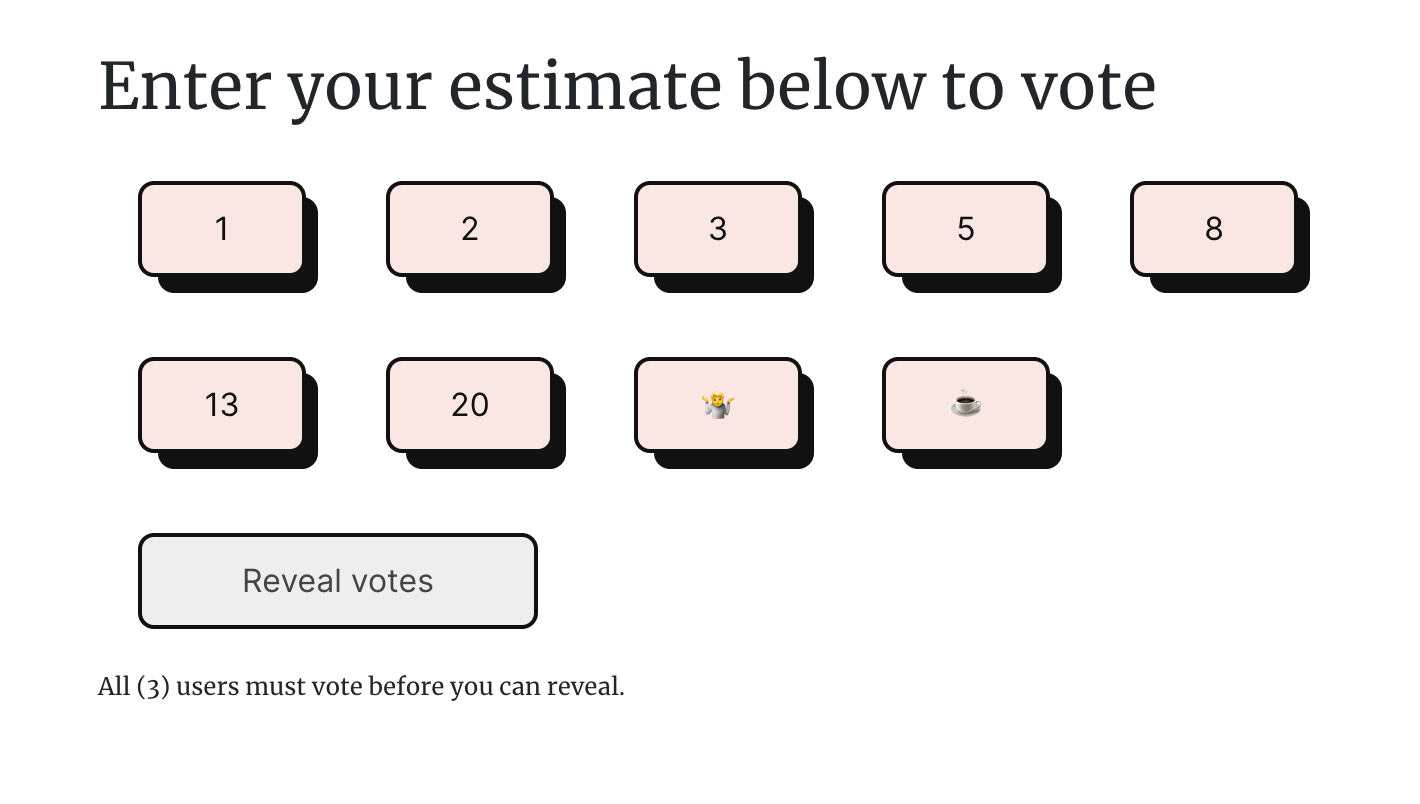 Enter your estimate below to vote
1 2 3 5 8
13 20 🤷 ☕
Reveal votes
All (3) users must vote before you can reveal.